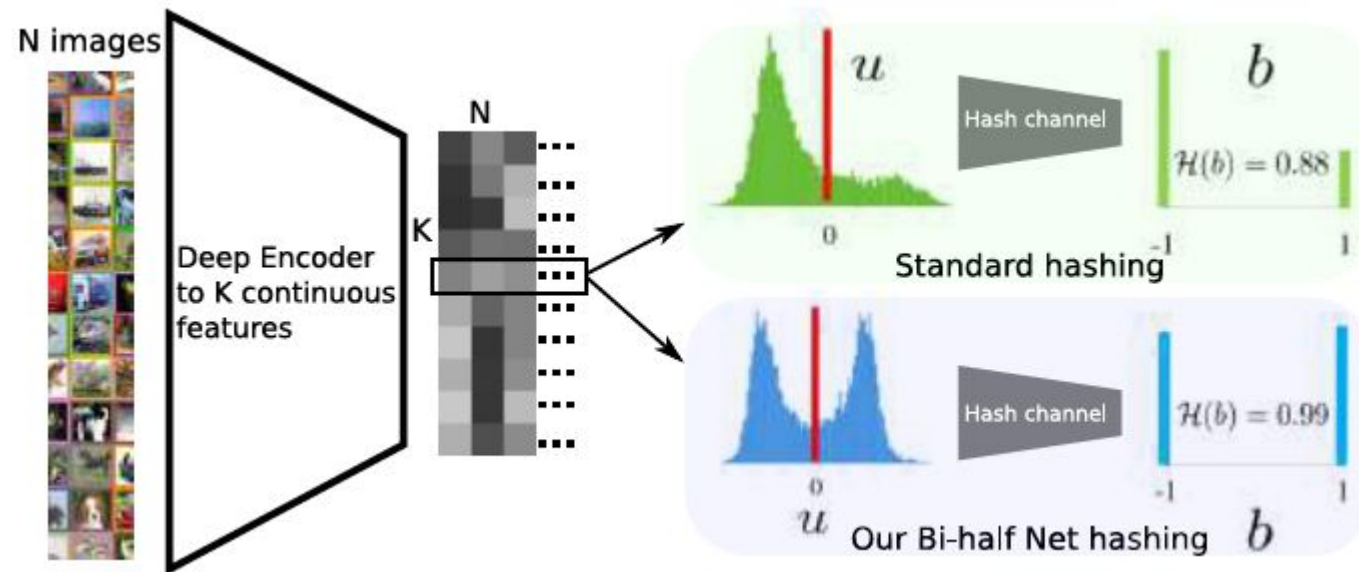 N images
Deep Encoder
to K continuous
features
N
K
u
0
Hash channel
b
H(b) = 0.88
-1
1
Standard hashing
0
u
Hash channel
H(b) = 0.99
-1
1
b
Our Bi-half Net hashing